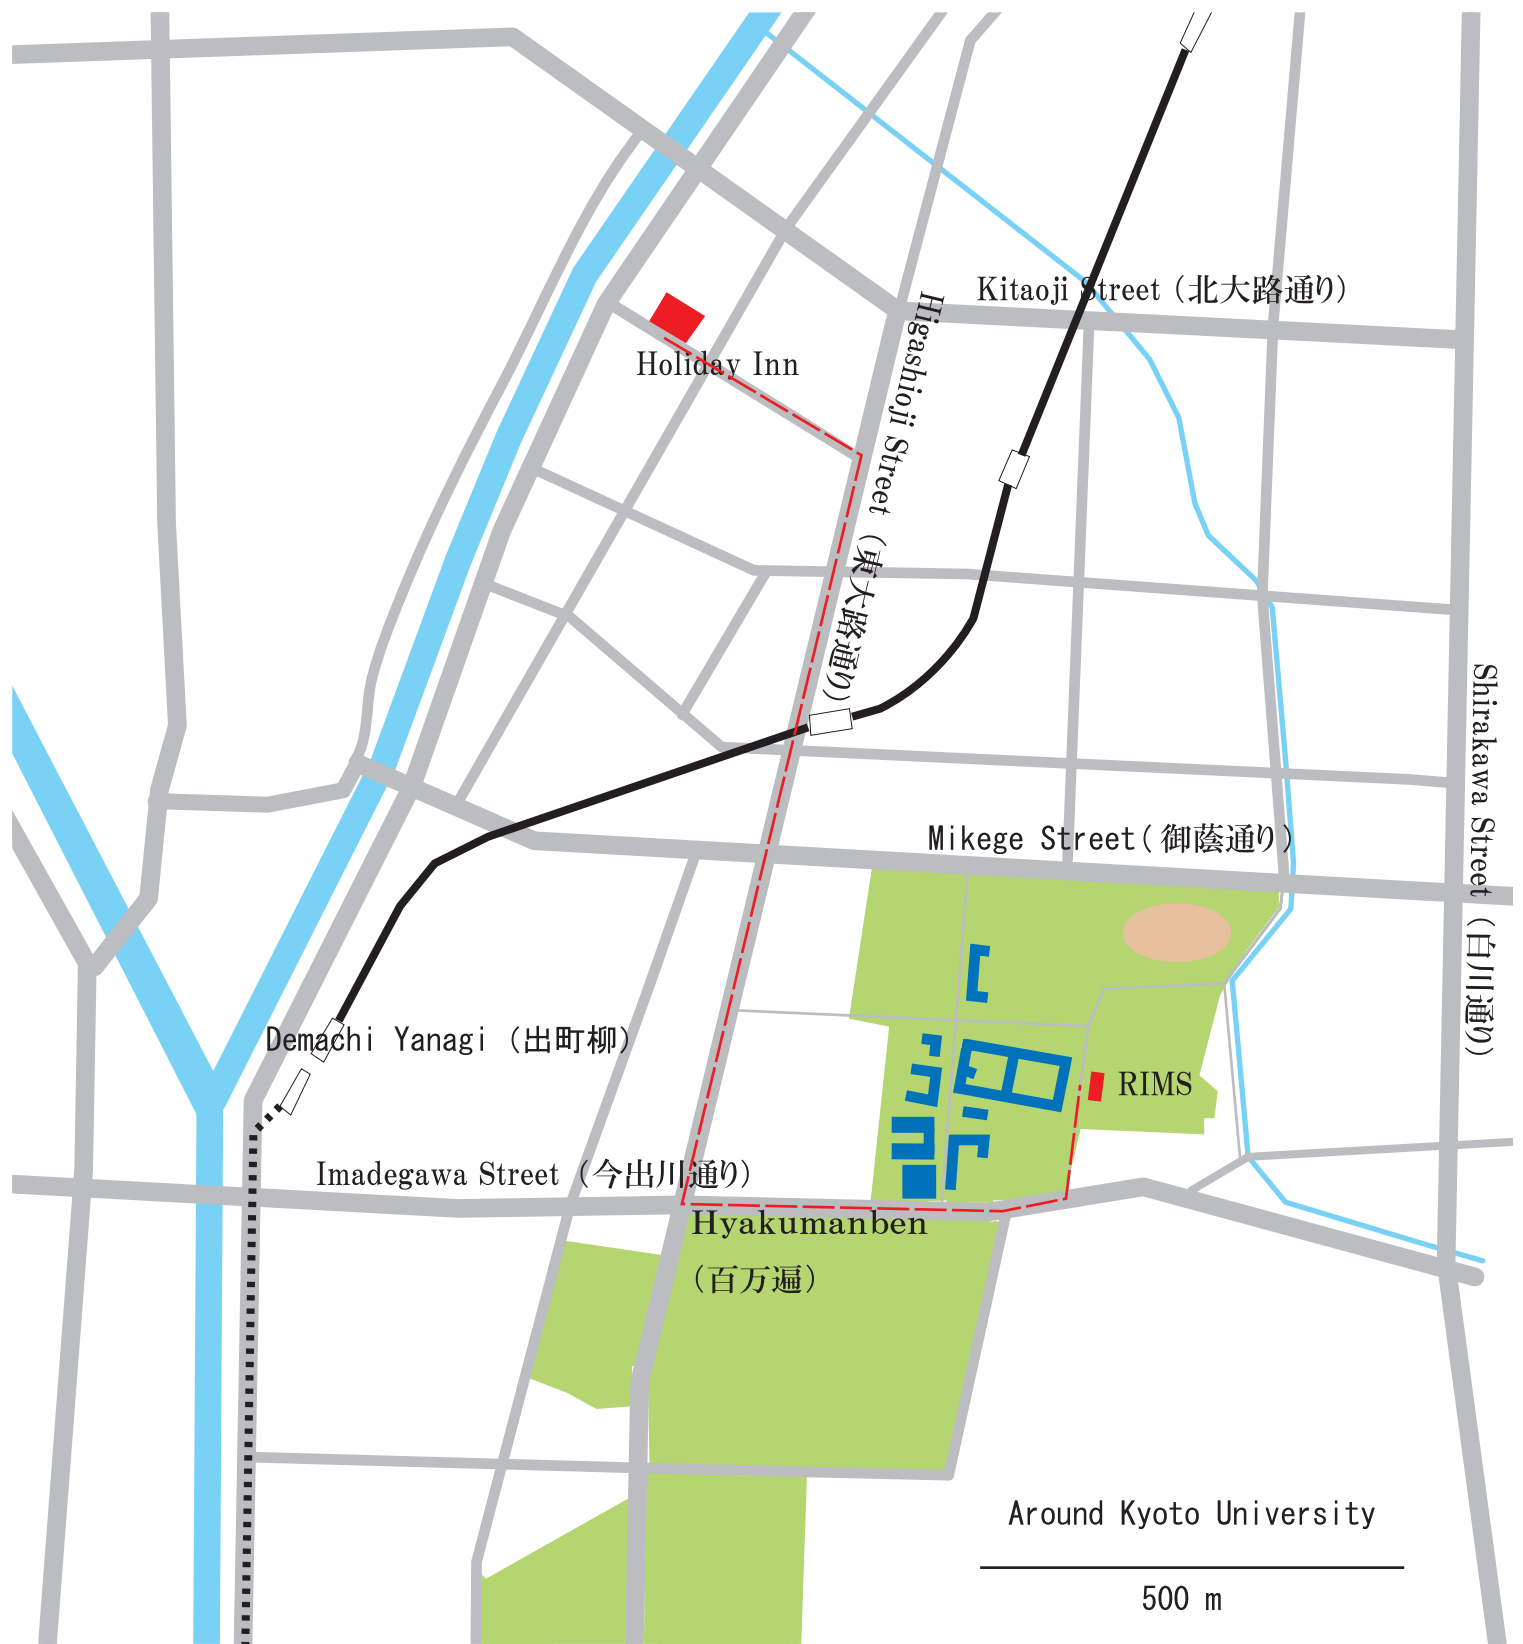 Kitaoji Street（北大路通り）
Holiday Inn
Higashioji Street（東大路通り）
Shirakawa Street（白川通り）
Mikege Street（御蔭通り）
Demachi Yanagi（出町柳）
RIMS
Imadegawa Street（今出川通り）
Hyakumanben
（百万遍）
Around Kyoto University
500 m